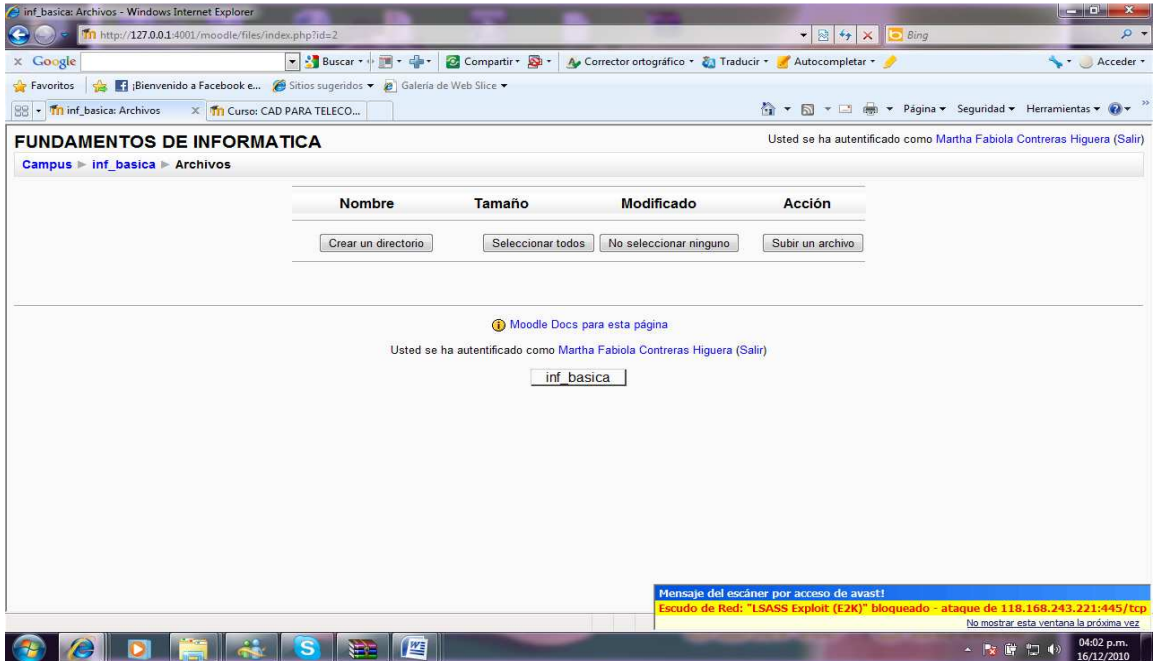 inf_basica: Archivos - Windows Internet Explorer
http://127.0.0.1:4001/moodle/files/index.php?id=2
Bing
x Google
Buscar
Compartir
Corrector ortográfico
Traducir
Autocompletar
Acceder
Favoritos
¡Bienvenido a Facebook e...
Sitios sugeridos
Galería de Web Slice
inf_basica: Archivos
X
Curso: CAD PARA TELECO...
Página
Seguridad
Herramientas
FUNDAMENTOS DE INFORMATICA
Usted se ha autentificado como Martha Fabiola Contreras Higuera (Salir)
Campus ► inf_basica ► Archivos
Nombre Tamaño Modificado Acción
Crear un directorio Seleccionar todos No seleccionar ninguno Subir un archivo
Moodle Docs para esta página
Usted se ha autentificado como Martha Fabiola Contreras Higuera (Salir)
inf_basica
Mensaje del escáner por acceso de avast!
Escudo de Red: "LSASS Exploit (E2K)" bloqueado - ataque de 118.168.243.221:445/tcp
No mostrar esta ventana la próxima vez
04:02 p.m.
16/12/2010